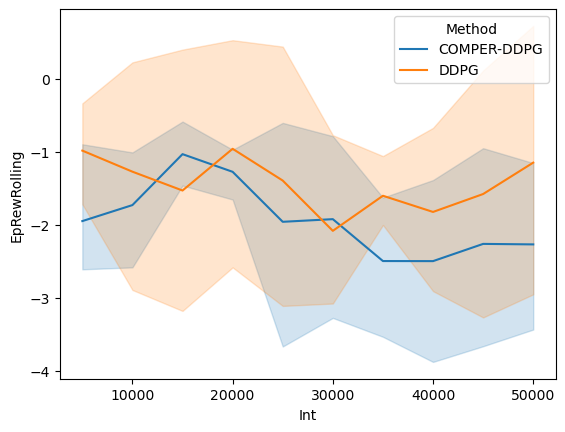 Method
COMPER-DDPG
DDPG
EpRewRolling
0
−1
−2
−3
−4
10000 20000 30000 40000 50000
Int